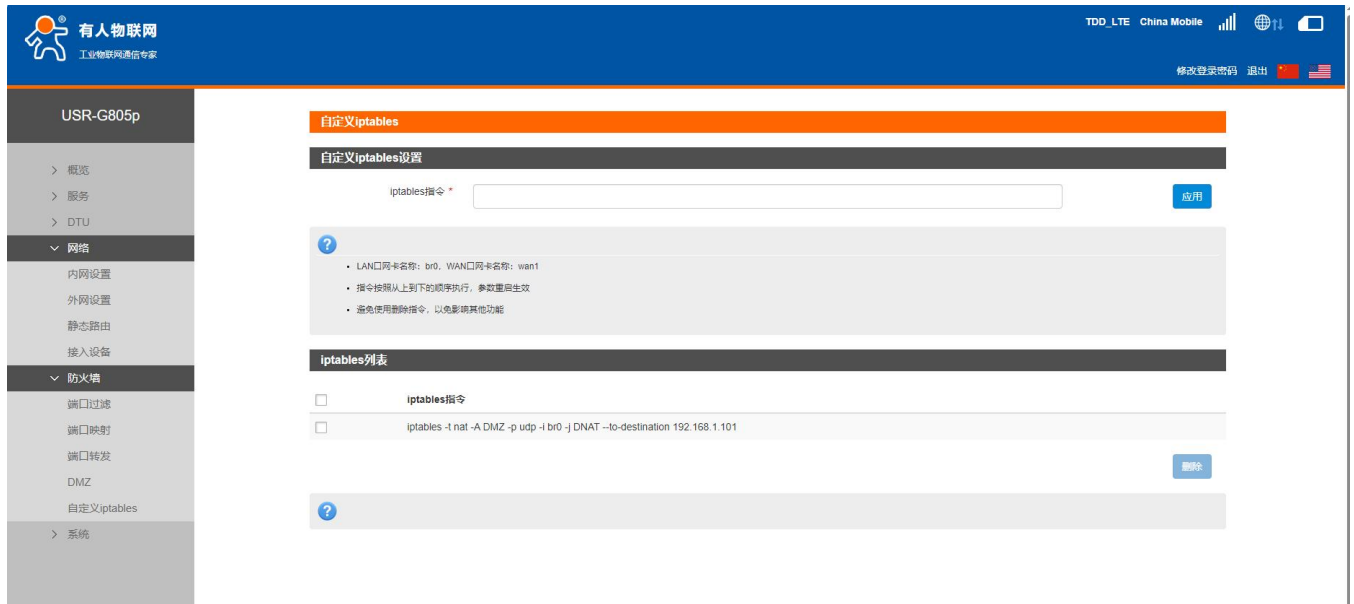 有人物联网
工业物联网通信专家
TDD_LTE China Mobile
修改登录密码 退出
USR-G805p
概览
服务
DTU
网络
内网设置
外网设置
静态路由
接入设备
防火墙
端口过滤
端口映射
端口转发
DMZ
自定义iptables
系统
自定义iptables
自定义iptables设置
iptables指令 *
应用
• LAN口网卡名称：br0，WAN口网卡名称：wan1
• 指令按照从上到下的顺序执行，参数重启生效
• 避免使用删除指令，以免影响其他功能
iptables列表
iptables指令
iptables -t nat -A DMZ -p udp -i br0 -j DNAT --to-destination 192.168.1.101
删除